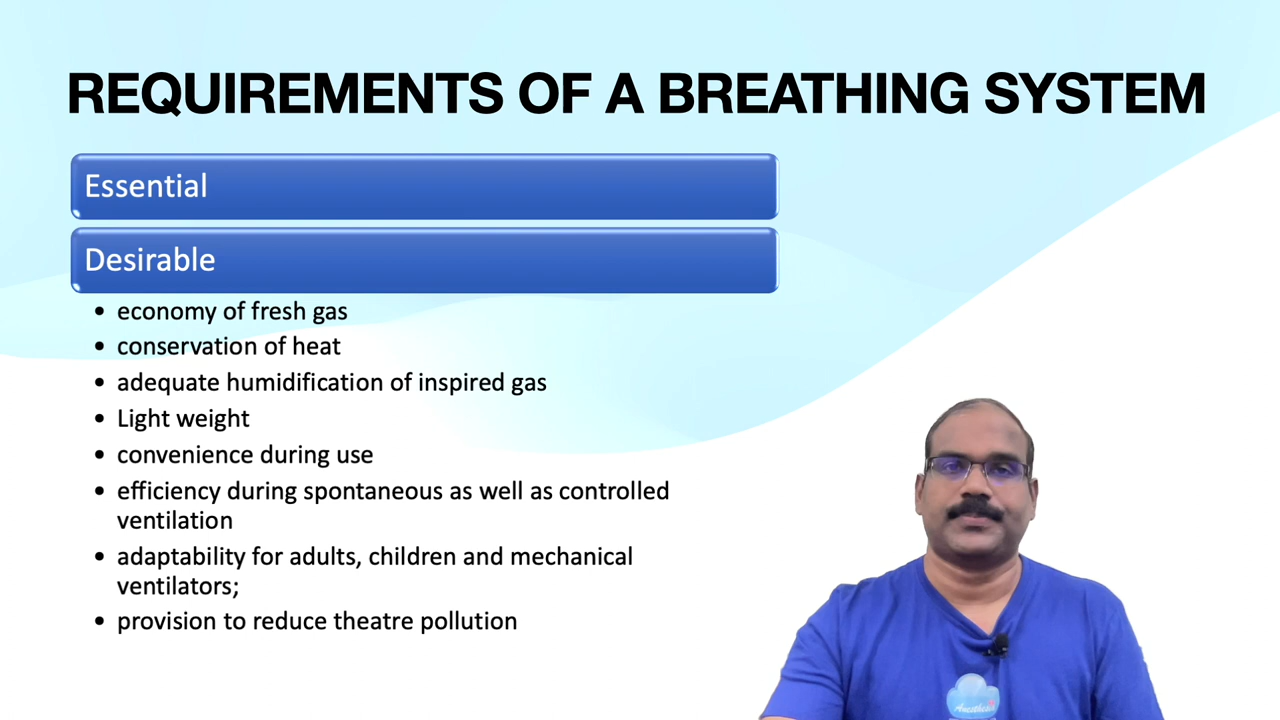 REQUIREMENTS OF A BREATHING SYSTEM
Essential
Desirable
• economy of fresh gas
• conservation of heat
• adequate humidification of inspired gas
• Light weight
• convenience during use
• efficiency during spontaneous as well as controlled
ventilation
• adaptability for adults, children and mechanical
ventilators;
• provision to reduce theatre pollution